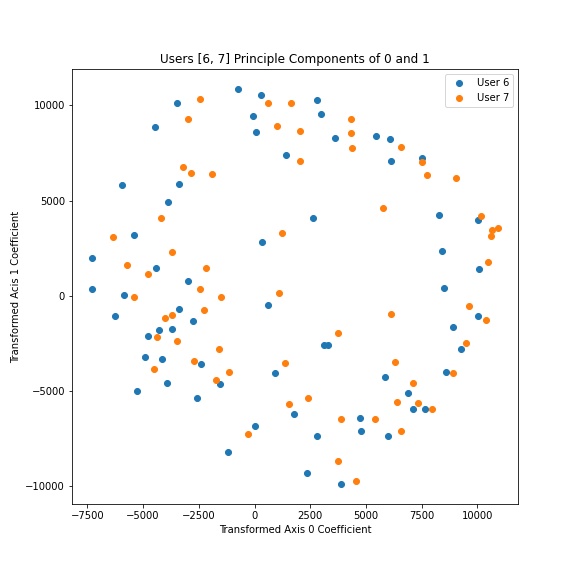 Users [6, 7] Principle Components of 0 and 1
User 6
User 7
10000
5000
0
−5000
−10000
Transformed Acis 1 Coefficient
−7500 −5000 −2500 0 2500 5000 7500 10000
Transformed Axis 0 Coefficient